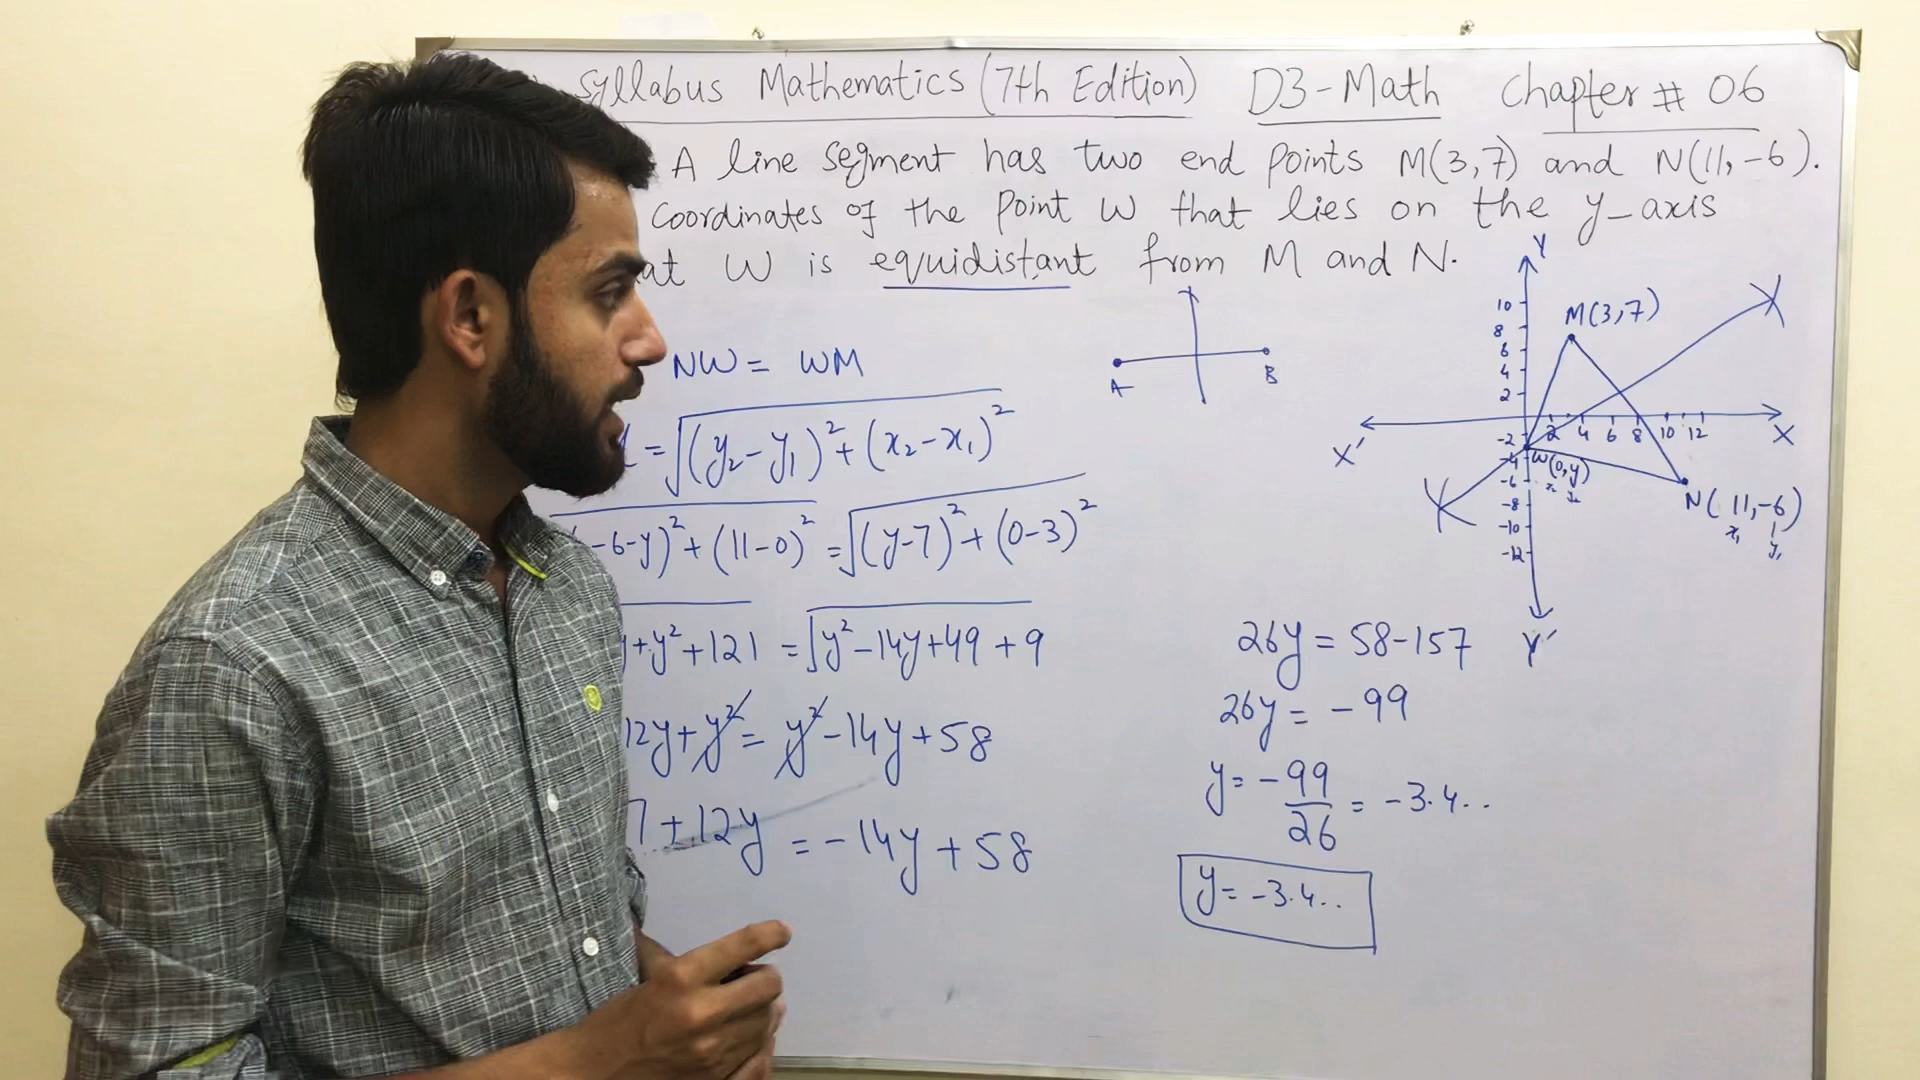 Syllabus Mathematics (7th Edition) D3-Math Chapter # 06
A line segment has two end points M(3,7) and N(11,-6).
coordinates of the point W that lies on the y-axis
at W is equidistant from M and N.
NW = WM
= √(y₂-y₁)²+(x₂-x₁)²
-6-y)²+(11-0)² = √(y-7)²+(0-3)²
+y²+121 = √y²-14y+49+9
12y+y² = y²-14y+58
7+12y = -14y+58
A B
Y
10
8
6
4
2
M(3,7)
X' 2 4 6 8 10 12 X
-2
-4
-6
-8
-10
-12
W(0,y)
x₂ y₂
N(11,-6)
x₁ y₁
Y'
26y = 58-157
26y = -99
y = -99/26 = -3.4..
y = -3.4..